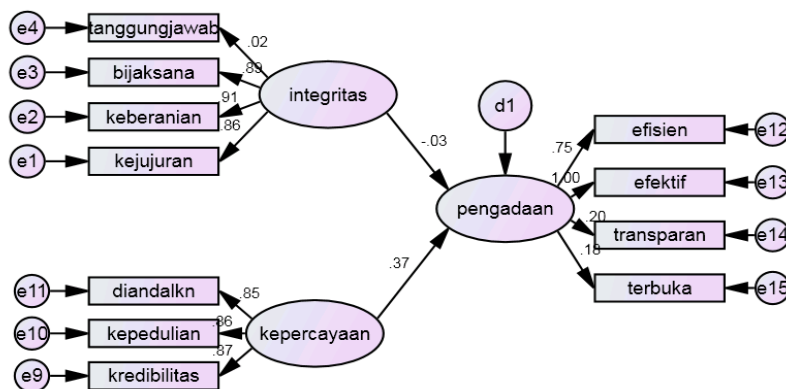 e4
tanggungjawab
.02
e3
bijaksana
.89
e2
keberanian
.91
e1
kejujuran
.86
integritas
-.03
d1
pengadaan
.75
efisien
e12
1.00
efektif
e13
.20
transparan
e14
.18
terbuka
e15
.37
e11
diandalkn
.85
e10
kepedulian
.86
e9
kredibilitas
.87
kepercayaan